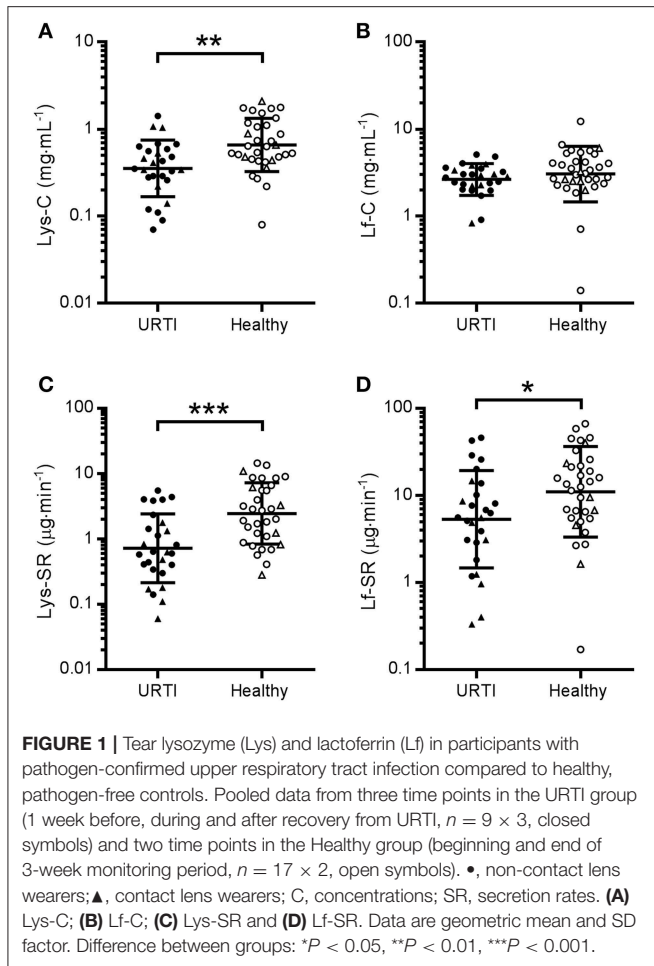 A
B
**
Lys-C (mg·mL⁻¹)
10
1
0.1
0.01
URTI
Healthy
Lf-C (mg·mL⁻¹)
100
10
1
0.1
URTI
Healthy
C
D
***
*
Lys-SR (µg·min⁻¹)
100
10
1
0.1
0.01
URTI
Healthy
Lf-SR (µg·min⁻¹)
100
10
1
0.1
URTI
Healthy
FIGURE 1 | Tear lysozyme (Lys) and lactoferrin (Lf) in participants with
pathogen-confirmed upper respiratory tract infection compared to healthy,
pathogen-free controls. Pooled data from three time points in the URTI group
(1 week before, during and after recovery from URTI, n = 9 × 3, closed
symbols) and two time points in the Healthy group (beginning and end of
3-week monitoring period, n = 17 × 2, open symbols). •, non-contact lens
wearers;▲, contact lens wearers; C, concentrations; SR, secretion rates. (A)
Lys-C; (B) Lf-C; (C) Lys-SR and (D) Lf-SR. Data are geometric mean and SD
factor. Difference between groups: *P < 0.05, **P < 0.01, ***P < 0.001.